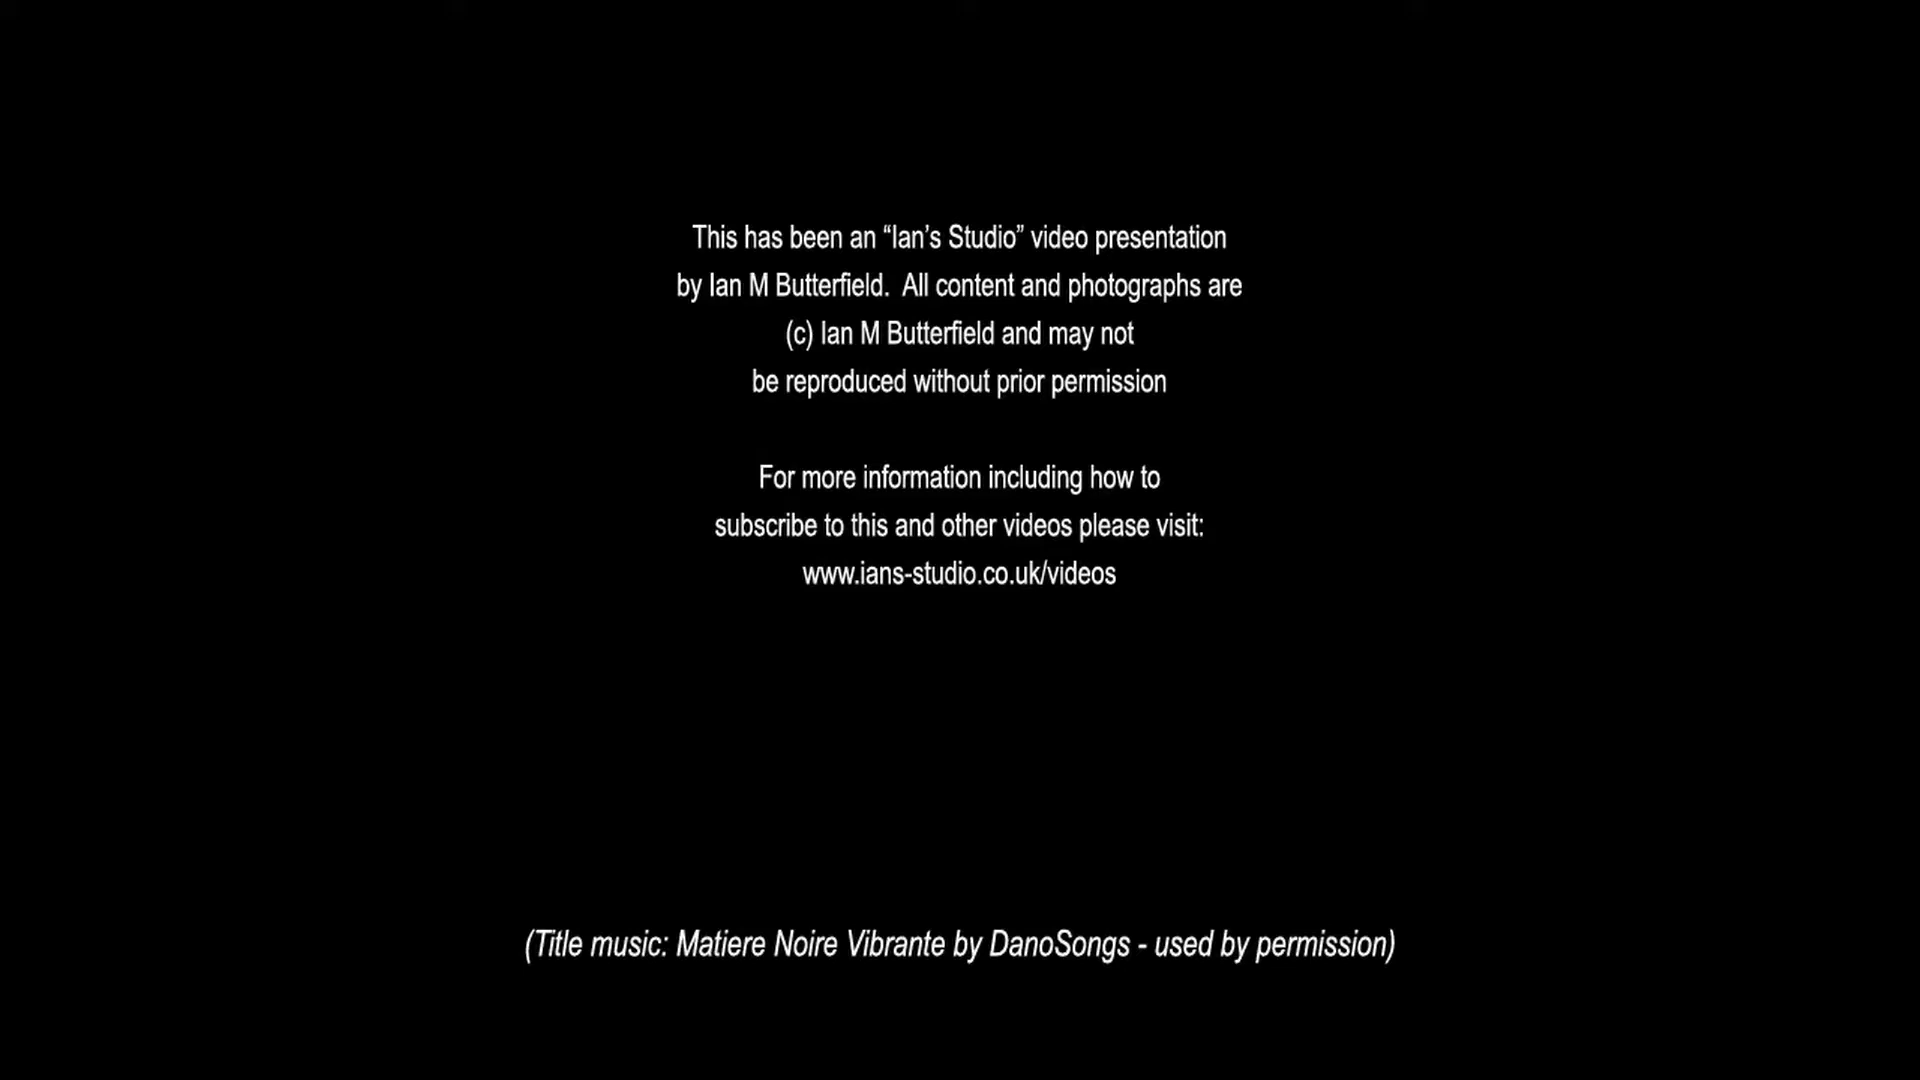 This has been an “Ian’s Studio” video presentation
by Ian M Butterfield.  All content and photographs are
(c) Ian M Butterfield and may not
be reproduced without prior permission
For more information including how to
subscribe to this and other videos please visit:
www.ians-studio.co.uk/videos
(Title music: Matiere Noire Vibrante by DanoSongs - used by permission)